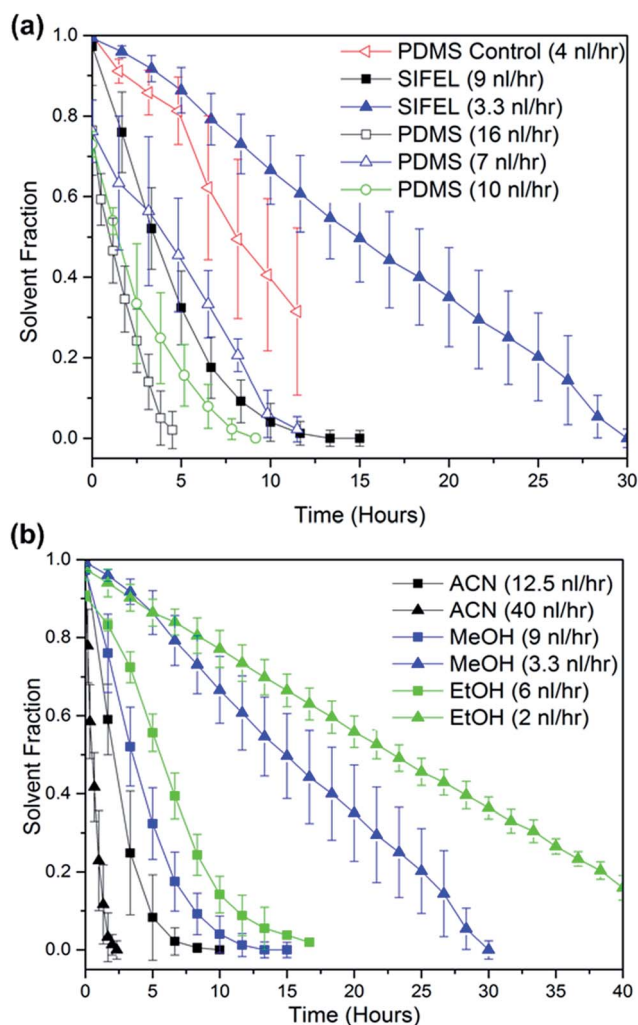 (a)
1.0
0.8
0.6
0.4
0.2
0.0
Solvent Fraction
PDMS Control (4 nl/hr)
SIFEL (9 nl/hr)
SIFEL (3.3 nl/hr)
PDMS (16 nl/hr)
PDMS (7 nl/hr)
PDMS (10 nl/hr)
0 5 10 15 20 25 30
Time (Hours)
(b)
1.0
0.8
0.6
0.4
0.2
0.0
Solvent Fraction
ACN (12.5 nl/hr)
ACN (40 nl/hr)
MeOH (9 nl/hr)
MeOH (3.3 nl/hr)
EtOH (6 nl/hr)
EtOH (2 nl/hr)
0 5 10 15 20 25 30 35 40
Time (Hours)